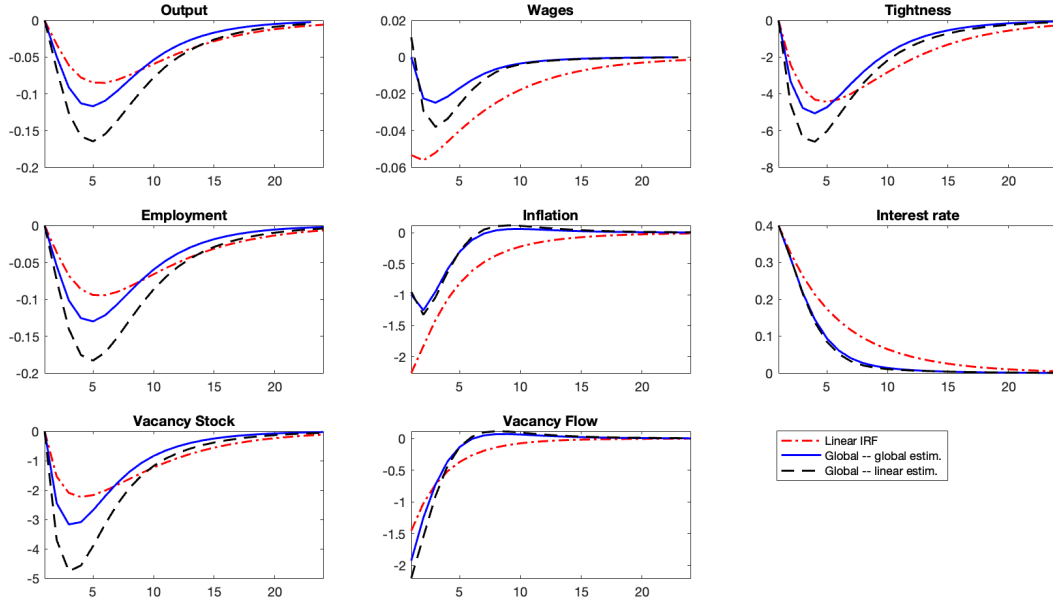 Output
0
-0.05
-0.1
-0.15
-0.2
5 10 15 20
Wages
0.02
0
-0.02
-0.04
-0.06
5 10 15 20
Tightness
0
-2
-4
-6
-8
5 10 15 20
Employment
0
-0.05
-0.1
-0.15
-0.2
5 10 15 20
Inflation
0
-0.5
-1
-1.5
-2
5 10 15 20
Interest rate
0.4
0.3
0.2
0.1
0
5 10 15 20
Vacancy Stock
0
-1
-2
-3
-4
-5
5 10 15 20
Vacancy Flow
0
-0.5
-1
-1.5
-2
5 10 15 20
Linear IRF
Global -- global estim.
Global -- linear estim.